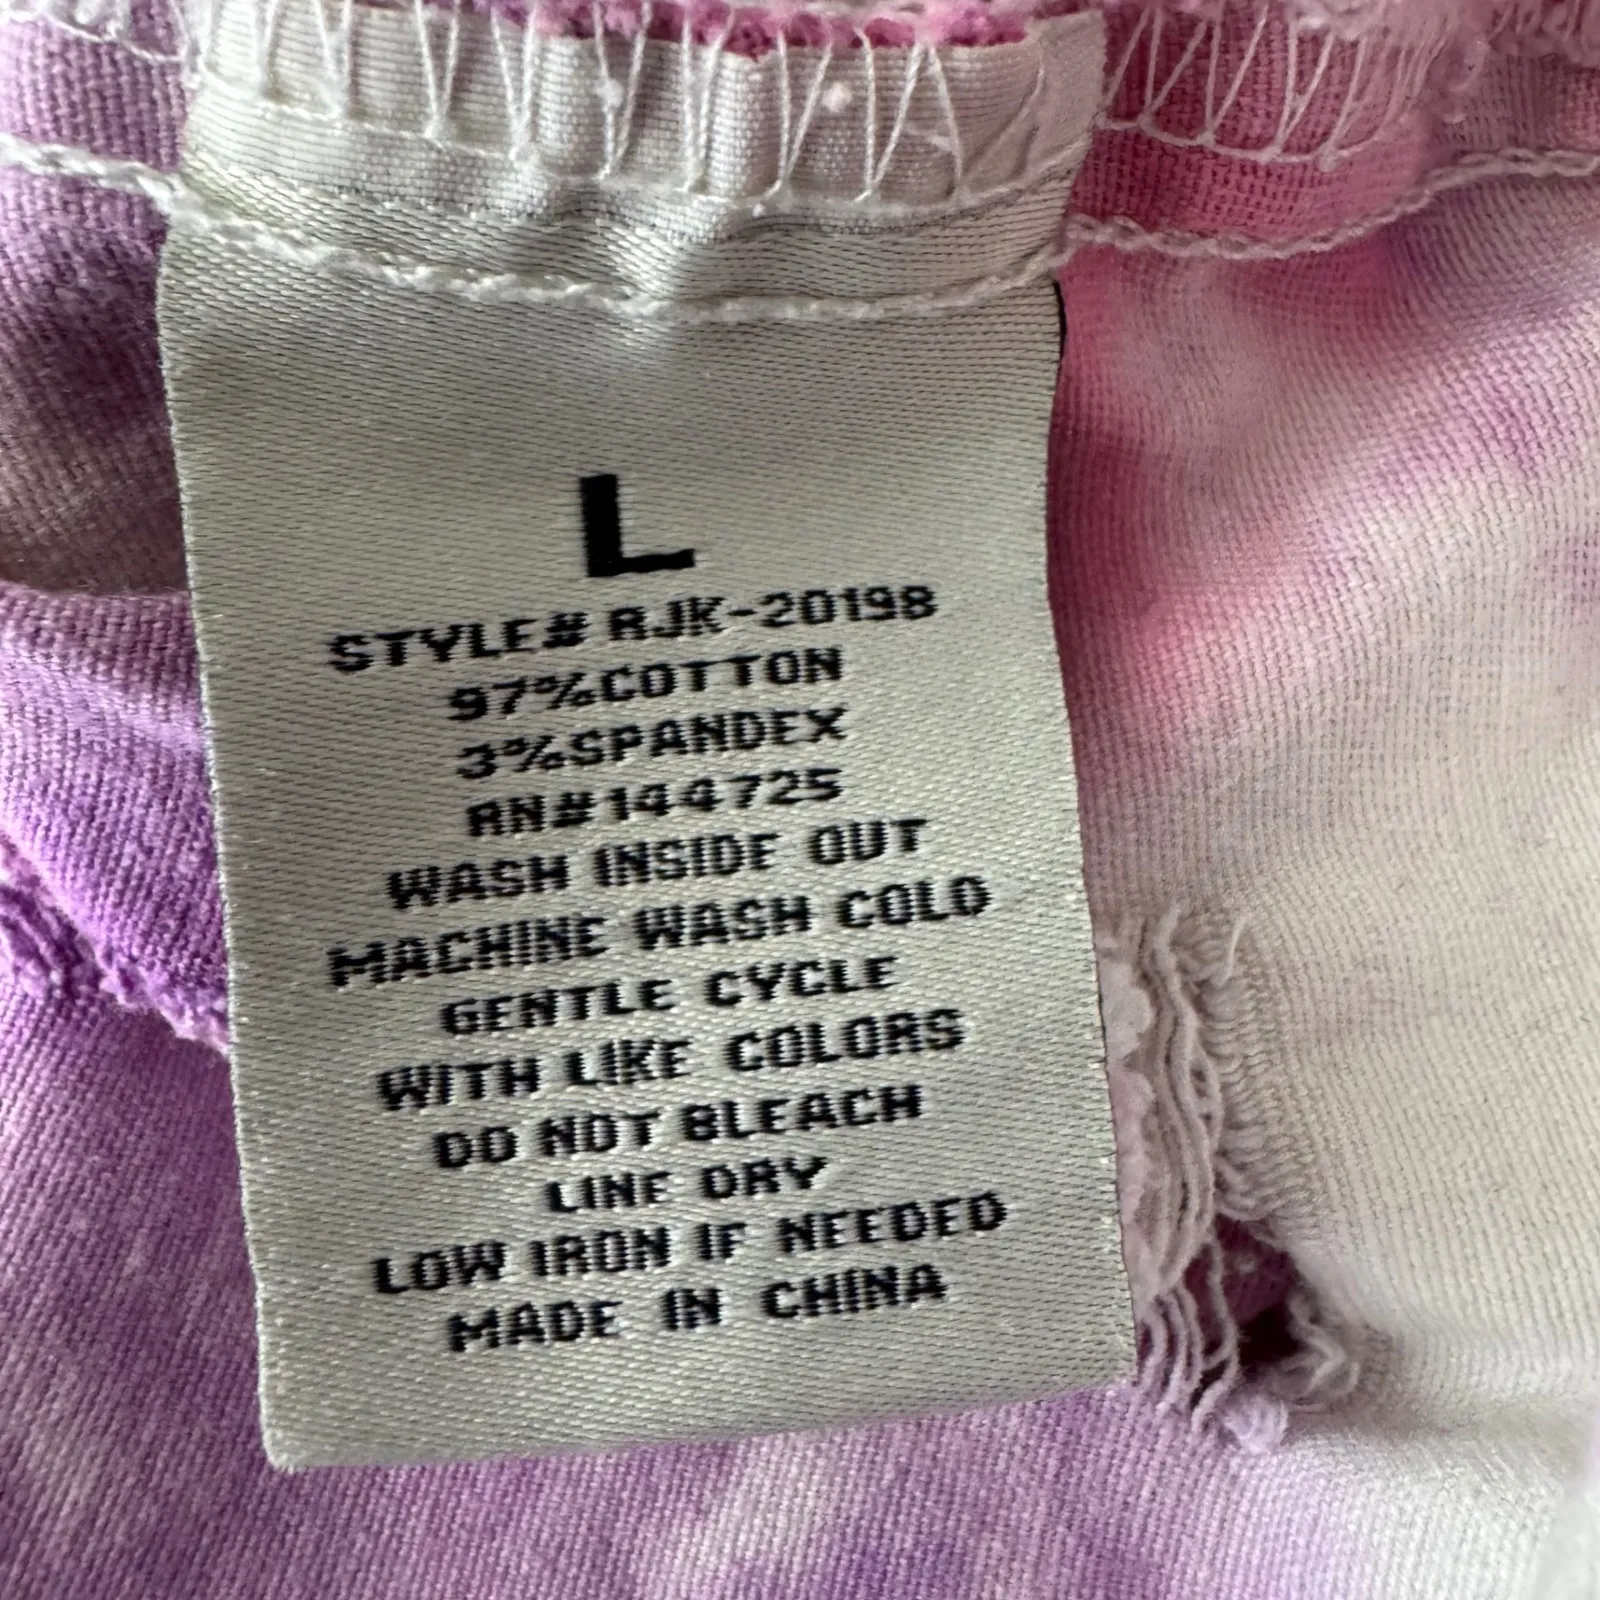 L
STYLE# RJK-20198
97%COTTON
3%SPANDEX
RN#144725
WASH INSIDE OUT
MACHINE WASH COLD
GENTLE CYCLE
WITH LIKE COLORS
DO NOT BLEACH
LINE DRY
LOW IRON IF NEEDED
MADE IN CHINA